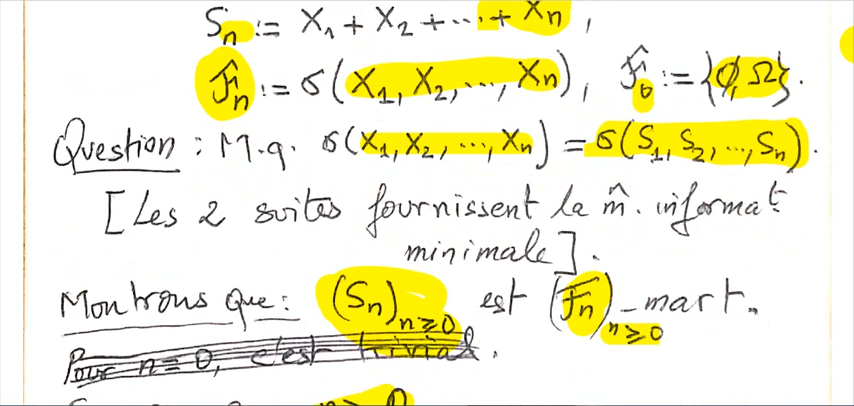 Sn := X1 + X2 + ... + Xn,
Fn := σ(X1, X2, ..., Xn), F0 := {∅, Ω}.
Question : M.q. σ(X1, X2, ..., Xn) = σ(S1, S2, ..., Sn).
[Les 2 suites fournissent la m̂. informat.
minimale].
Montrons que : (Sn)n≥0 est (Fn)n≥0 - mart.
Pour n = 0, c'est trivial.